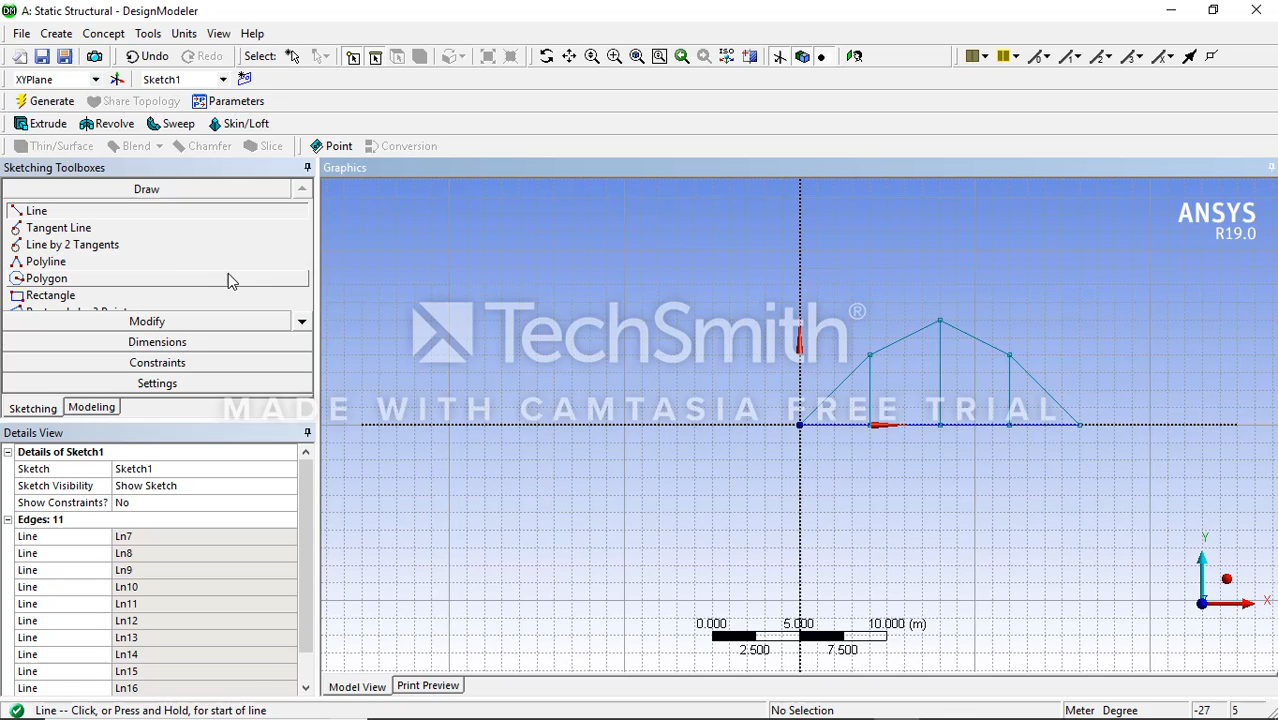 A: Static Structural - DesignModeler
File Create Concept Tools Units View Help
Undo Redo Select: ISO
XYPlane Sketch1
Generate Share Topology Parameters
Extrude Revolve Sweep Skin/Loft
Thin/Surface Blend Chamfer Slice Point Conversion
Sketching Toolboxes
Draw
Line
Tangent Line
Line by 2 Tangents
Polyline
Polygon
Rectangle
Modify
Dimensions
Constraints
Settings
Sketching Modeling
Details View
Details of Sketch1
Sketch Sketch1
Sketch Visibility Show Sketch
Show Constraints? No
Edges: 11
Line Ln7
Line Ln8
Line Ln9
Line Ln10
Line Ln11
Line Ln12
Line Ln13
Line Ln14
Line Ln15
Line Ln16
Graphics
ANSYS
R19.0
TechSmith®
MADE WITH CAMTASIA FREE TRIAL
Y
X
0.000 5.000 10.000 (m)
2.500 7.500
Model View Print Preview
Line -- Click, or Press and Hold, for start of line No Selection Meter Degree -27 5